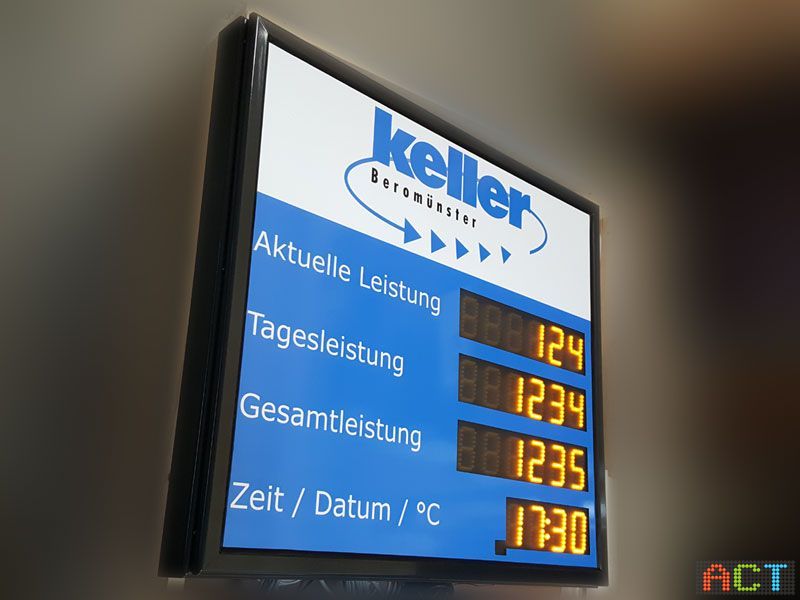 keller
Beromünster
Aktuelle Leistung 124
Tagesleistung 1234
Gesamtleistung 1235
Zeit / Datum / °C 17:30
ACT